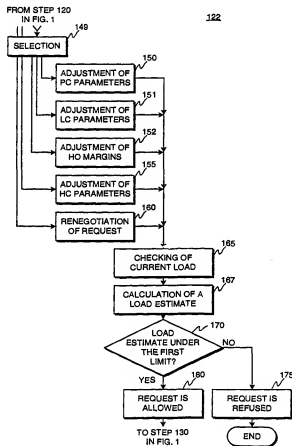 FROM STEP 120
IN FIG. 1
122
149
SELECTION
150
ADJUSTMENT OF
PC PARAMETERS
151
ADJUSTMENT OF
LC PARAMETERS
152
ADJUSTMENT OF
HO MARGINS
155
ADJUSTMENT OF
HC PARAMETERS
160
RENEGOTIATION
OF REQUEST
165
CHECKING OF
CURRENT LOAD
167
CALCULATION OF A
LOAD ESTIMATE
170
LOAD
ESTIMATE UNDER
THE FIRST
LIMIT?
NO
YES
180
175
REQUEST IS
ALLOWED
REQUEST IS
REFUSED
TO STEP 130
IN FIG. 1
END